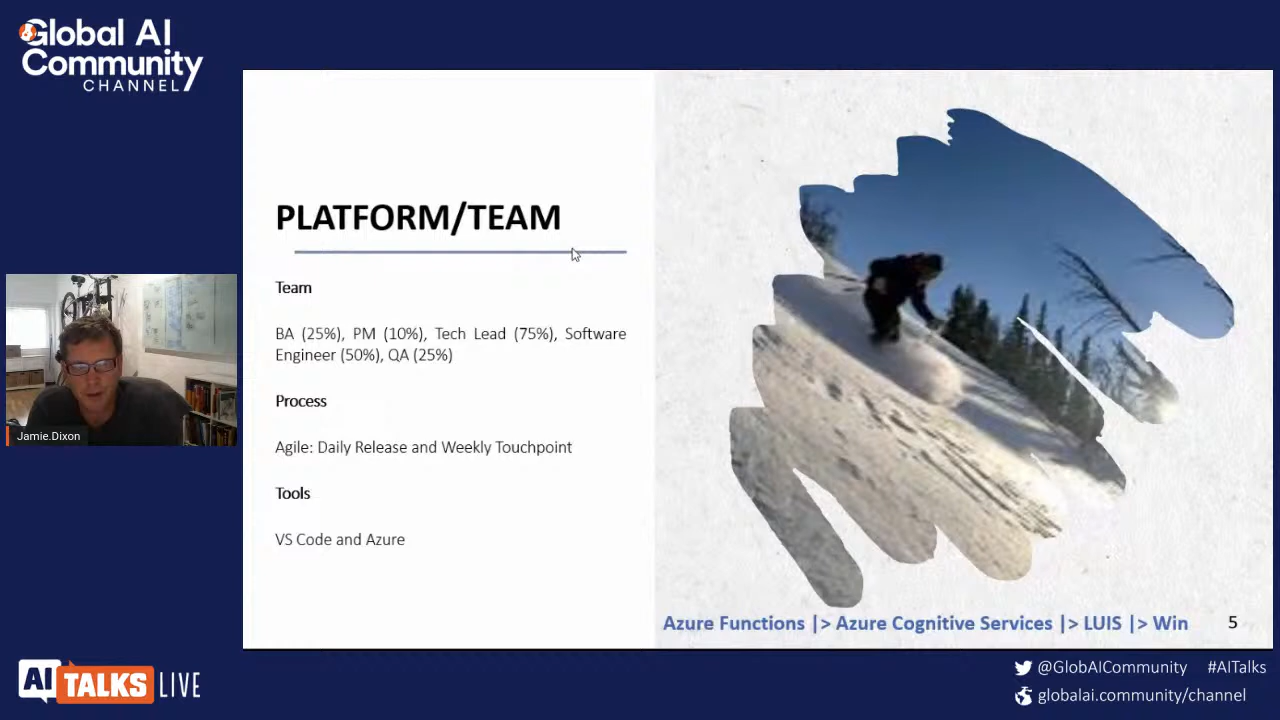 Global AI
Community
CHANNEL
PLATFORM/TEAM
Team
BA (25%), PM (10%), Tech Lead (75%), Software
Engineer (50%), QA (25%)
Process
Agile: Daily Release and Weekly Touchpoint
Tools
VS Code and Azure
Azure Functions |> Azure Cognitive Services |> LUIS |> Win
5
Jamie.Dixon
AI TALKS LIVE
@GlobAICommunity #AITalks
globalai.community/channel